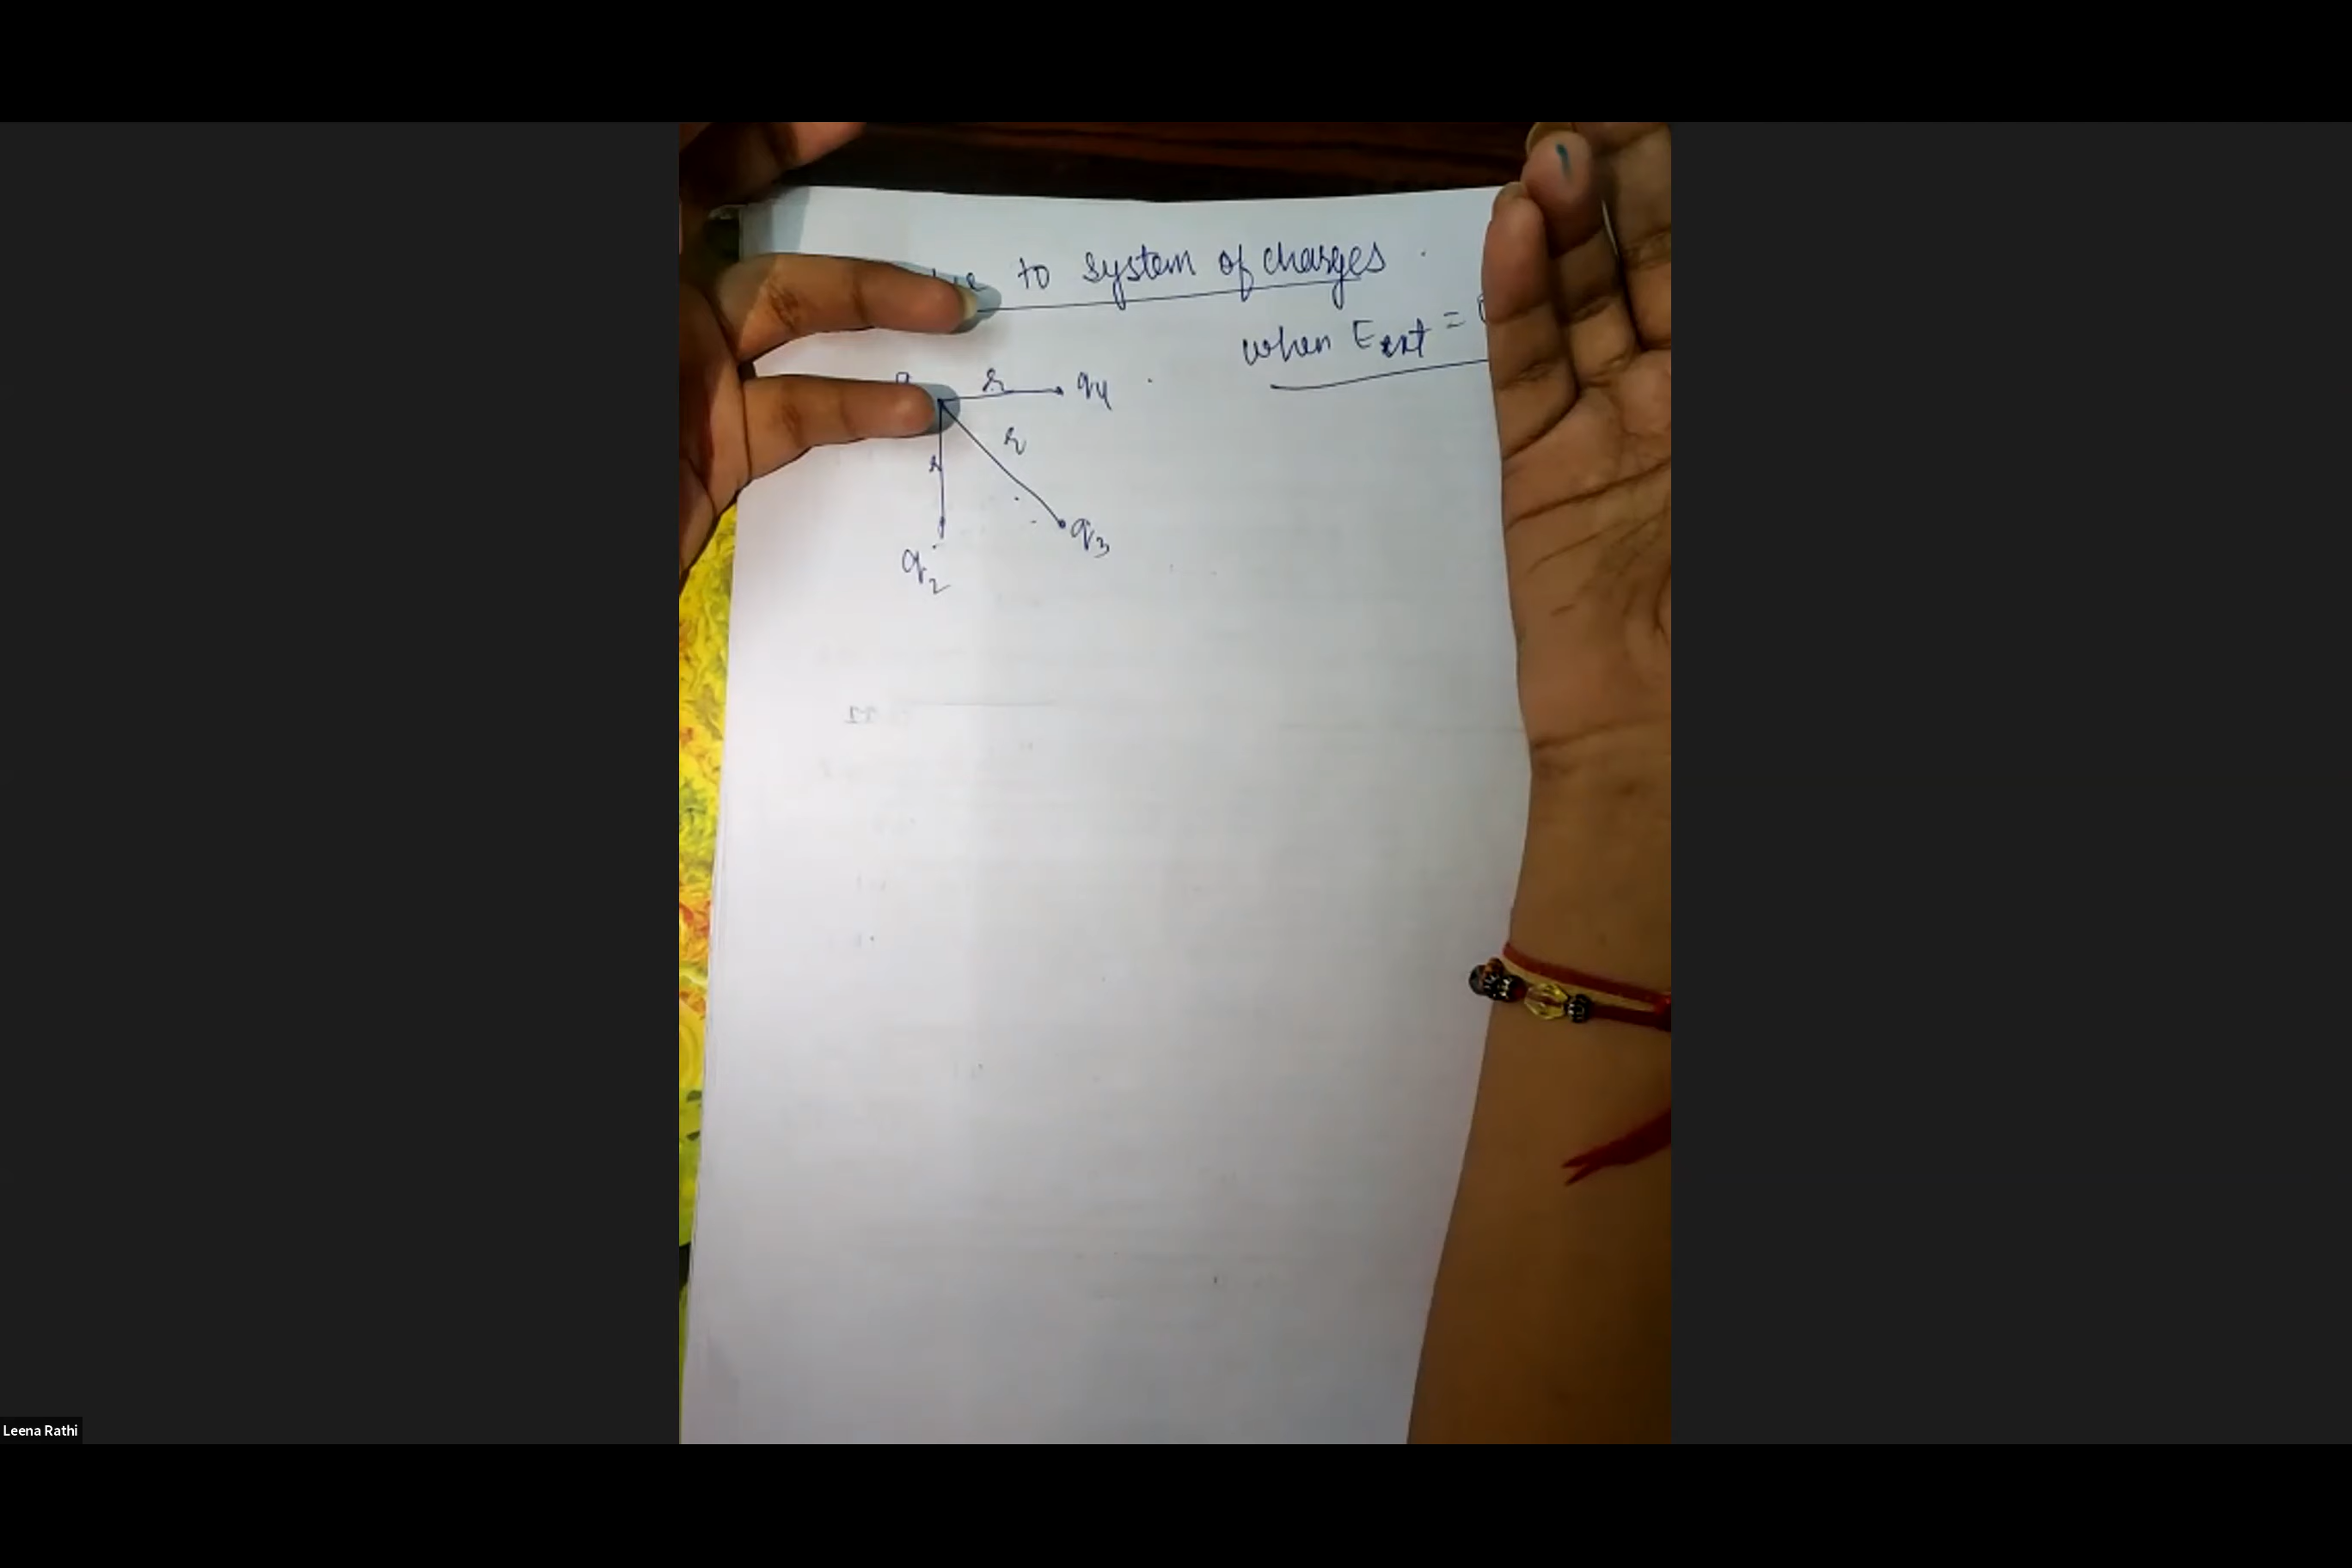 to system of charges .
when Eext =
r q4
r
r
q3
q2
Leena Rathi